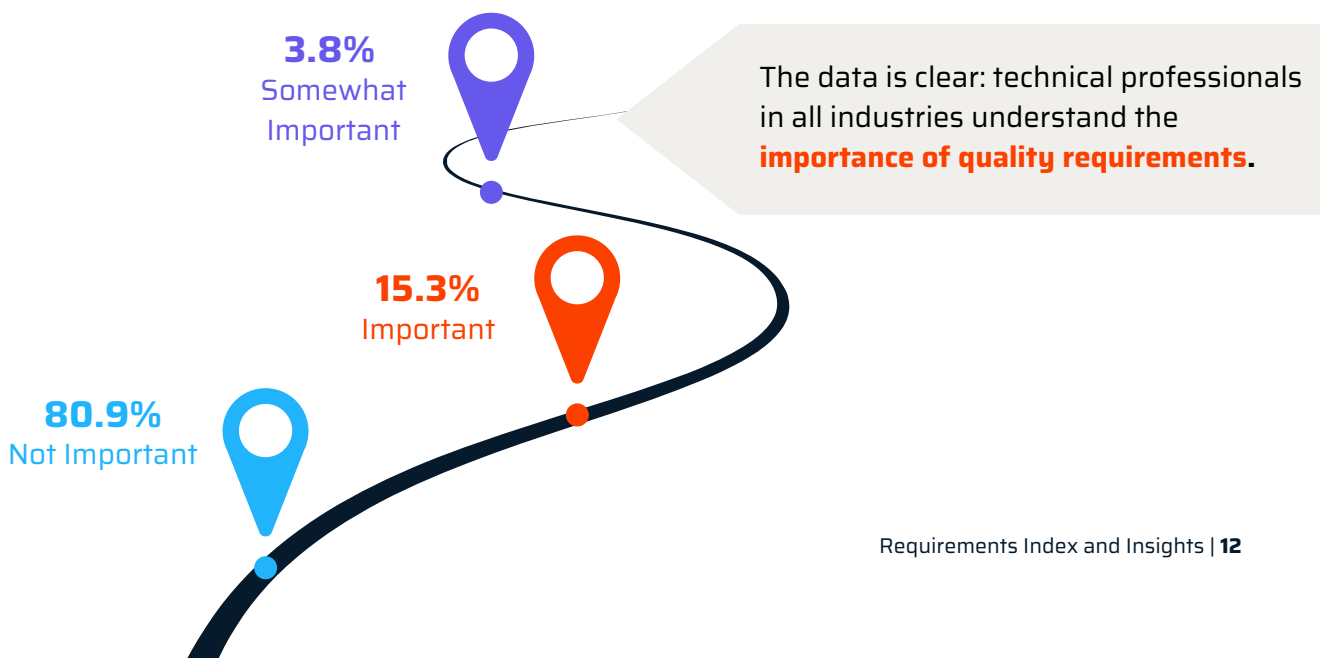 3.8%
Somewhat
Important
The data is clear: technical professionals
in all industries understand the
importance of quality requirements.
15.3%
Important
80.9%
Not Important
Requirements Index and Insights | 12